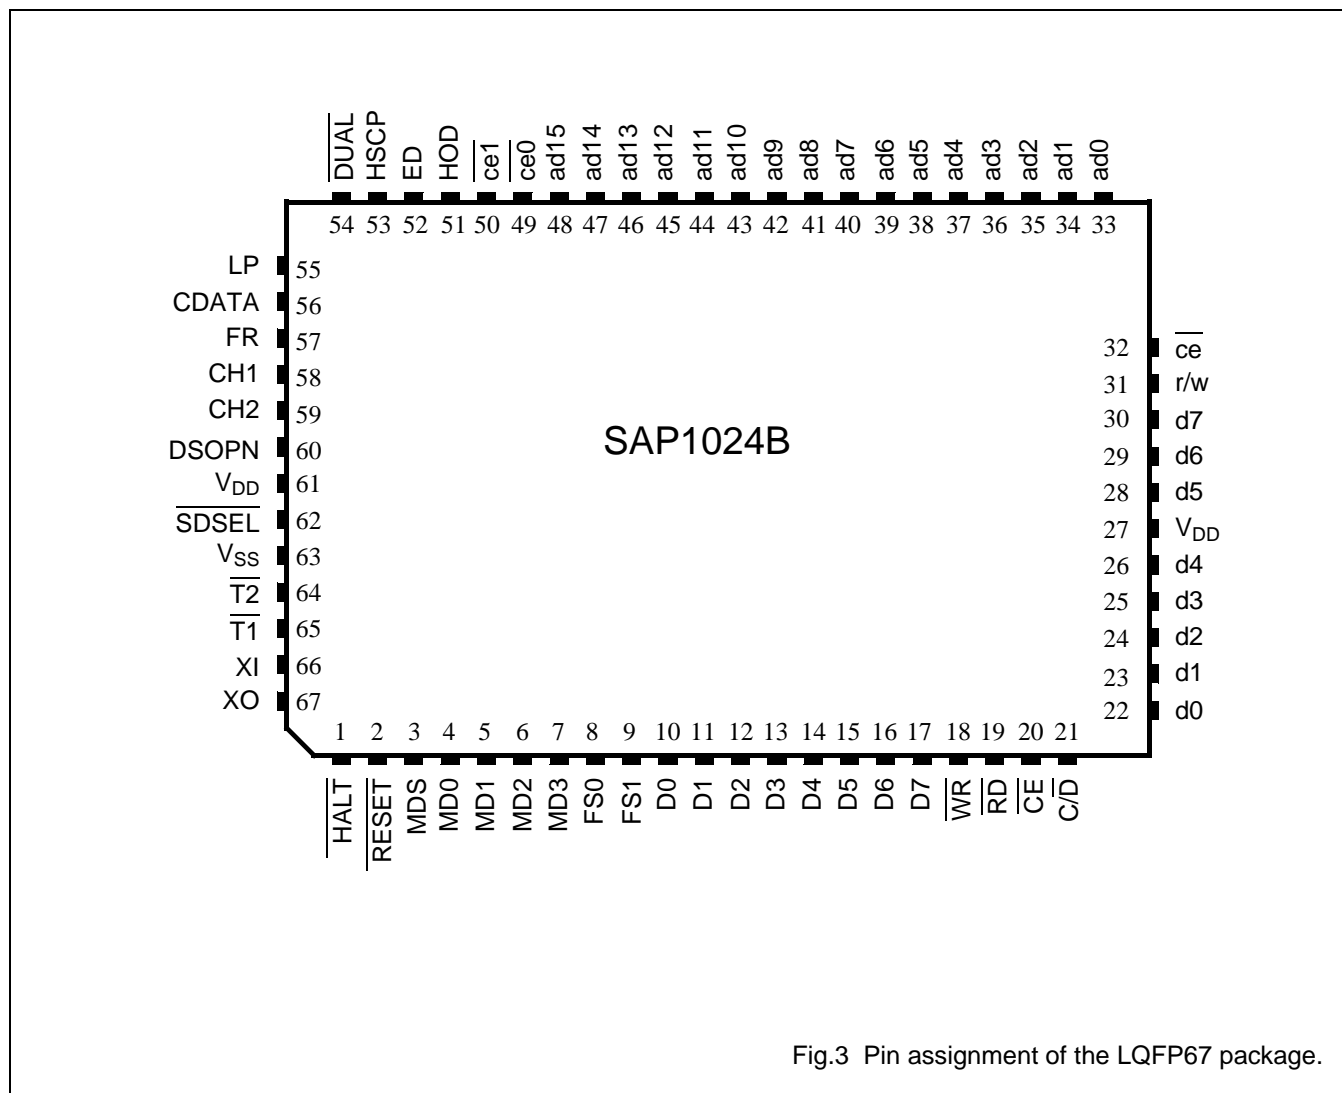 DUAL HSCP ED HOD ce1 ce0 ad15 ad14 ad13 ad12 ad11 ad10 ad9 ad8 ad7 ad6 ad5 ad4 ad3 ad2 ad1 ad0
54 53 52 51 50 49 48 47 46 45 44 43 42 41 40 39 38 37 36 35 34 33
LP 55
CDATA 56
FR 57
CH1 58
CH2 59
DSOPN 60
VDD 61
SDSEL 62
VSS 63
T2 64
T1 65
XI 66
XO 67
SAP1024B
32 ce
31 r/w
30 d7
29 d6
28 d5
27 VDD
26 d4
25 d3
24 d2
23 d1
22 d0
1 2 3 4 5 6 7 8 9 10 11 12 13 14 15 16 17 18 19 20 21
HALT RESET MDS MD0 MD1 MD2 MD3 FS0 FS1 D0 D1 D2 D3 D4 D5 D6 D7 WR RD CE C/D
Fig.3 Pin assignment of the LQFP67 package.